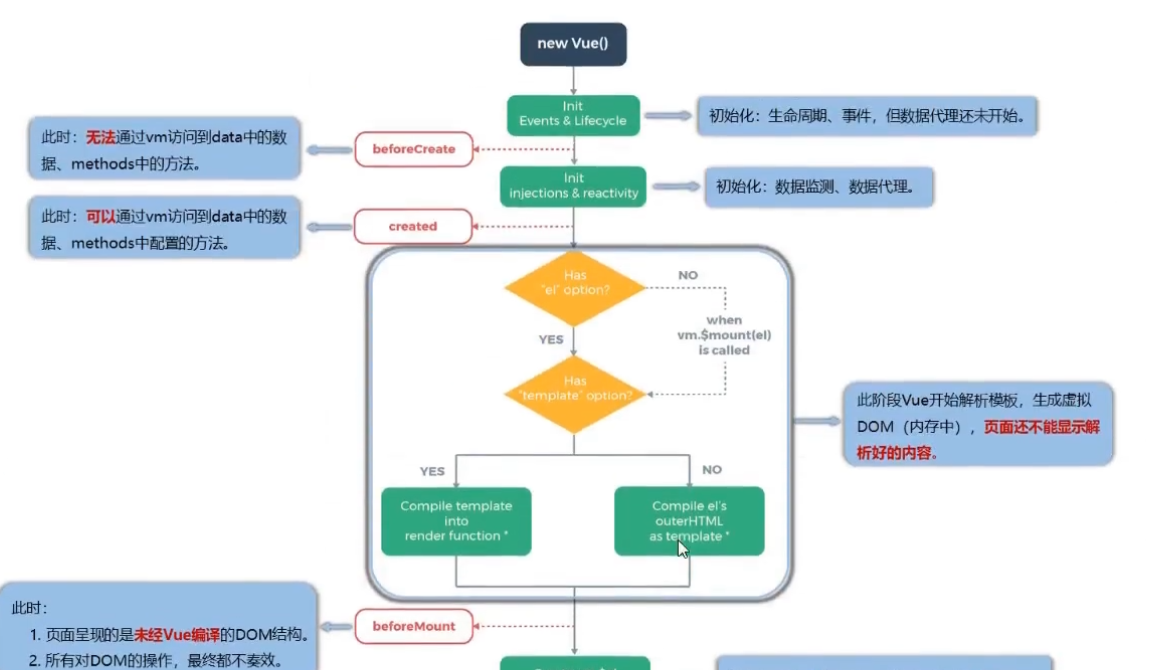 new Vue()
Init
Events & Lifecycle
初始化：生命周期、事件，但数据代理还未开始。
此时：无法通过vm访问到data中的数
据、methods中的方法。
beforeCreate
Init
injections & reactivity
初始化：数据监测、数据代理。
此时：可以通过vm访问到data中的数
据、methods中配置的方法。
created
Has
"el" option?
NO
when
vm.$mount(el)
is called
YES
Has
"template" option?
此阶段Vue开始解析模板，生成虚拟
DOM（内存中），页面还不能显示解
析好的内容。
YES
NO
Compile template
into
render function *
Compile el's
outerHTML
as template *
此时：
1. 页面呈现的是未经Vue编译的DOM结构。
2. 所有对DOM的操作，最终都不奏效。
beforeMount